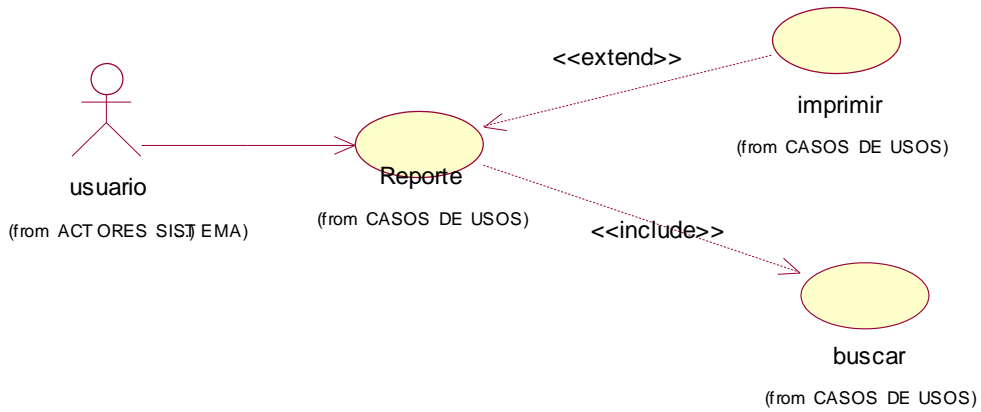 <<extend>>
imprimir
(from CASOS DE USOS)
usuario
(from ACTORES SISTEMA)
Reporte
(from CASOS DE USOS)
<<include>>
buscar
(from CASOS DE USOS)